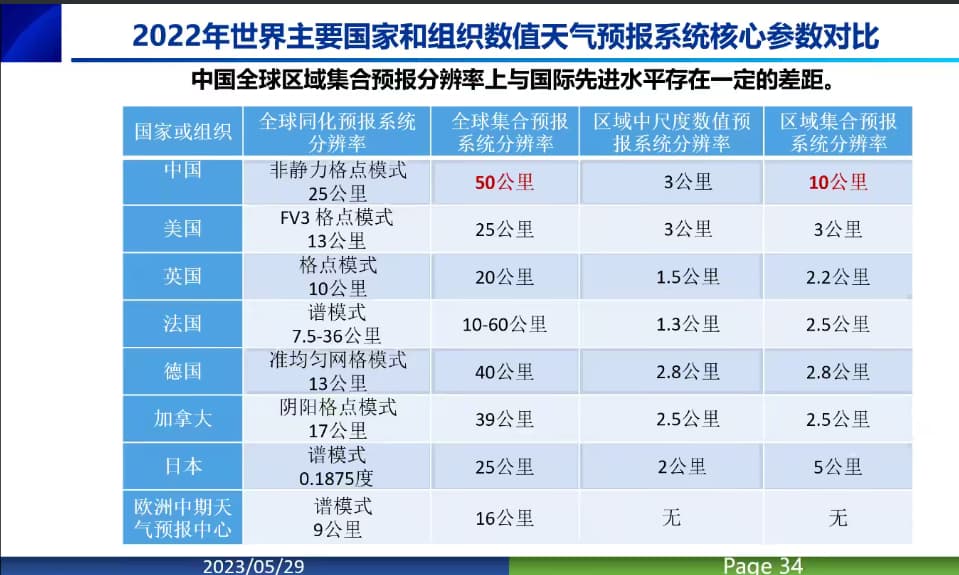 2022年世界主要国家和组织数值天气预报系统核心参数对比
中国全球区域集合预报分辨率上与国际先进水平存在一定的差距。
国家或组织 全球同化预报系统 全球集合预报 区域中尺度数值预 区域集合预报
分辨率 系统分辨率 报系统分辨率 系统分辨率
中国 非静力格点模式 50公里 3公里 10公里
25公里
美国 FV3 格点模式 25公里 3公里 3公里
13公里
英国 格点模式 20公里 1.5公里 2.2公里
10公里
法国 谱模式 10-60公里 1.3公里 2.5公里
7.5-36公里
德国 准均匀网格模式 40公里 2.8公里 2.8公里
13公里
加拿大 阴阳格点模式 39公里 2.5公里 2.5公里
17公里
日本 谱模式 25公里 2公里 5公里
0.1875度
欧洲中期天 谱模式 16公里 无 无
气预报中心 9公里
2023/05/29 Page 34